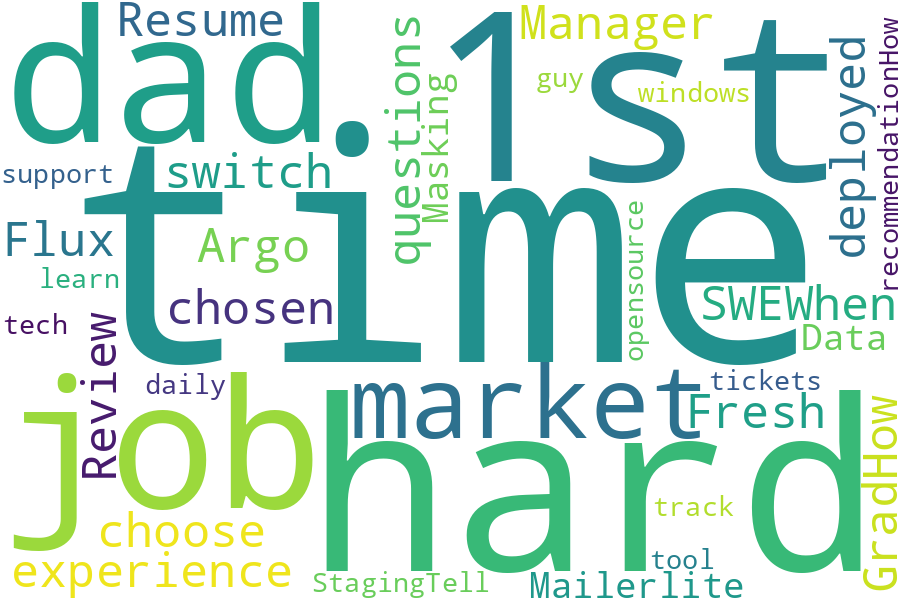 Resume
Manager
dad
1st
questions
guy
windows
deployed
recommendationHow
Masking
support
switch
time
Flux
Argo
opensource
learn
chosen
SWEWhen
tech
Data
Review
daily
market
tickets
job
hard
Fresh
GradHow
choose
track
experience
StagingTell
tool
Mailerlite